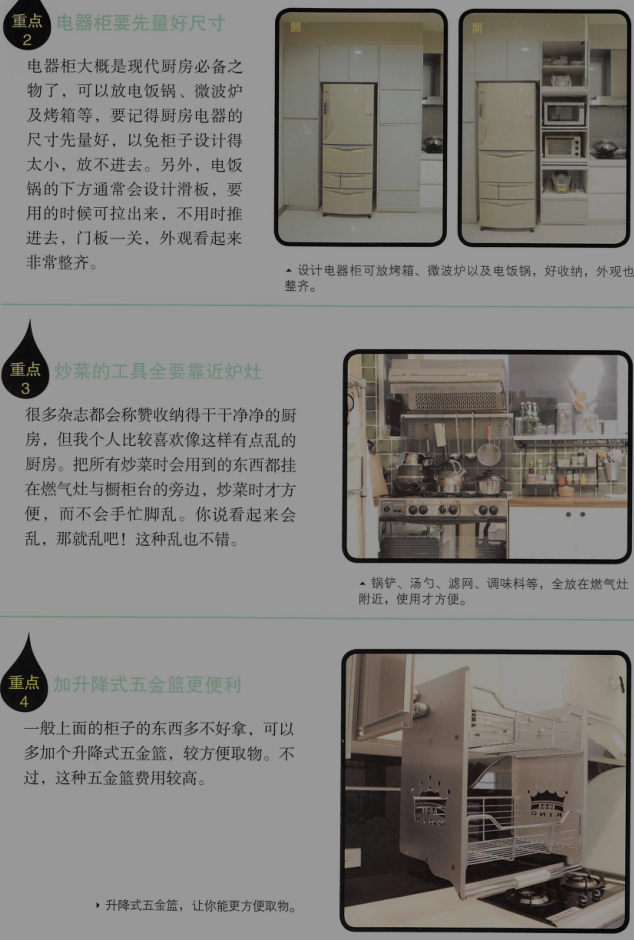 重点
2
电器柜要先量好尺寸
电器柜大概是现代厨房必备之
物了，可以放电饭锅、微波炉
及烤箱等，要记得厨房电器的
尺寸先量好，以免柜子设计得
太小，放不进去。另外，电饭
锅的下方通常会设计滑板，要
用的时候可拉出来，不用时推
进去，门板一关，外观看起来
非常整齐。
關
開
设计电器柜可放烤箱、微波炉以及电饭锅，好收纳，外观也
整齐。
重点
3
炒菜的工具全要靠近炉灶
很多杂志都会称赞收纳得干干净净的厨
房，但我个人比较喜欢像这样有点乱的
厨房。把所有炒菜时会用到的东西都挂
在燃气灶与橱柜台的旁边，炒菜时才方
便，而不会手忙脚乱。你说看起来会
乱，那就乱吧！这种乱也不错。
锅铲、汤勺、滤网、调味料等，全放在燃气灶
附近，使用才方便。
重点
4
加升降式五金篮更便利
一般上面的柜子的东西多不好拿，可以
多加个升降式五金篮，较方便取物。不
过，这种五金篮费用较高。
升降式五金篮，让你能更方便取物。
KING